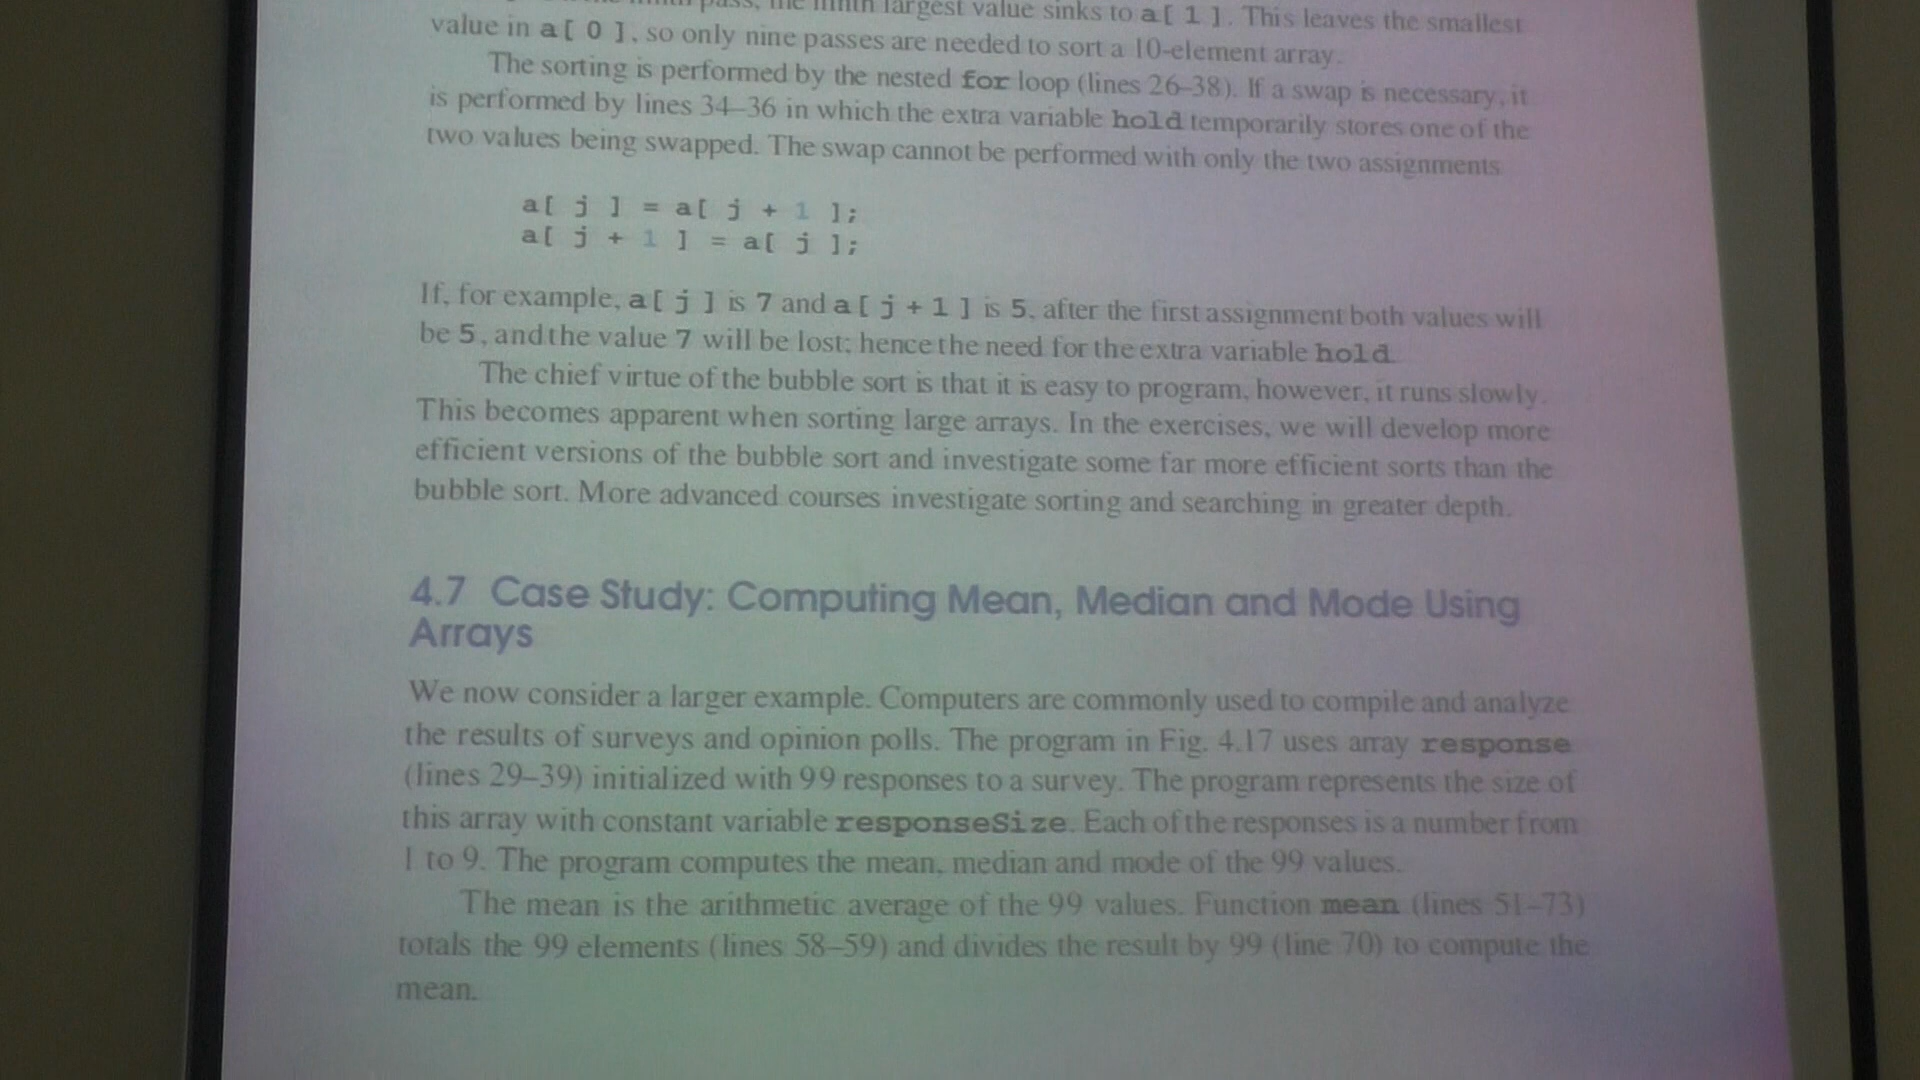 pass, the ninth largest value sinks to a[ 1 ]. This leaves the smallest
value in a[ 0 ], so only nine passes are needed to sort a 10-element array.
The sorting is performed by the nested for loop (lines 26–38). If a swap is necessary, it
is performed by lines 34–36 in which the extra variable hold temporarily stores one of the
two values being swapped. The swap cannot be performed with only the two assignments
a[ j ] = a[ j + 1 ];
a[ j + 1 ] = a[ j ];
If, for example, a[ j ] is 7 and a[ j + 1 ] is 5, after the first assignment both values will
be 5, and the value 7 will be lost; hence the need for the extra variable hold.
The chief virtue of the bubble sort is that it is easy to program, however, it runs slowly.
This becomes apparent when sorting large arrays. In the exercises, we will develop more
efficient versions of the bubble sort and investigate some far more efficient sorts than the
bubble sort. More advanced courses investigate sorting and searching in greater depth.
4.7 Case Study: Computing Mean, Median and Mode Using
Arrays
We now consider a larger example. Computers are commonly used to compile and analyze
the results of surveys and opinion polls. The program in Fig. 4.17 uses array response
(lines 29–39) initialized with 99 responses to a survey. The program represents the size of
this array with constant variable responseSize. Each of the responses is a number from
1 to 9. The program computes the mean, median and mode of the 99 values.
The mean is the arithmetic average of the 99 values. Function mean (lines 51–73)
totals the 99 elements (lines 58–59) and divides the result by 99 (line 70) to compute the
mean.